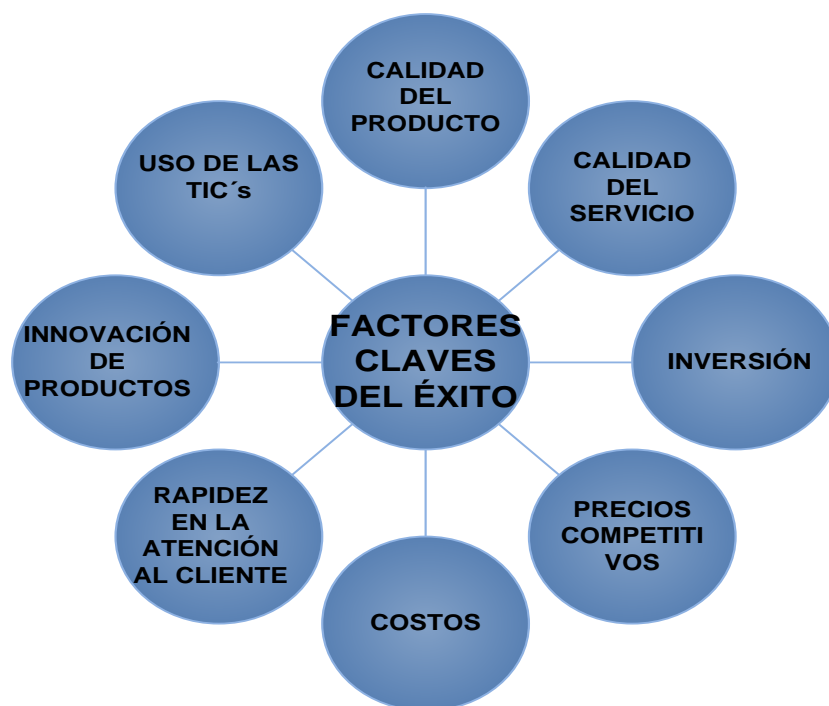 CALIDAD
DEL
PRODUCTO
CALIDAD
DEL
SERVICIO
INVERSIÓN
PRECIOS
COMPETITI
VOS
COSTOS
RAPIDEZ
EN LA
ATENCIÓN
AL CLIENTE
INNOVACIÓN
DE
PRODUCTOS
USO DE LAS
TIC´s
FACTORES
CLAVES
DEL ÉXITO